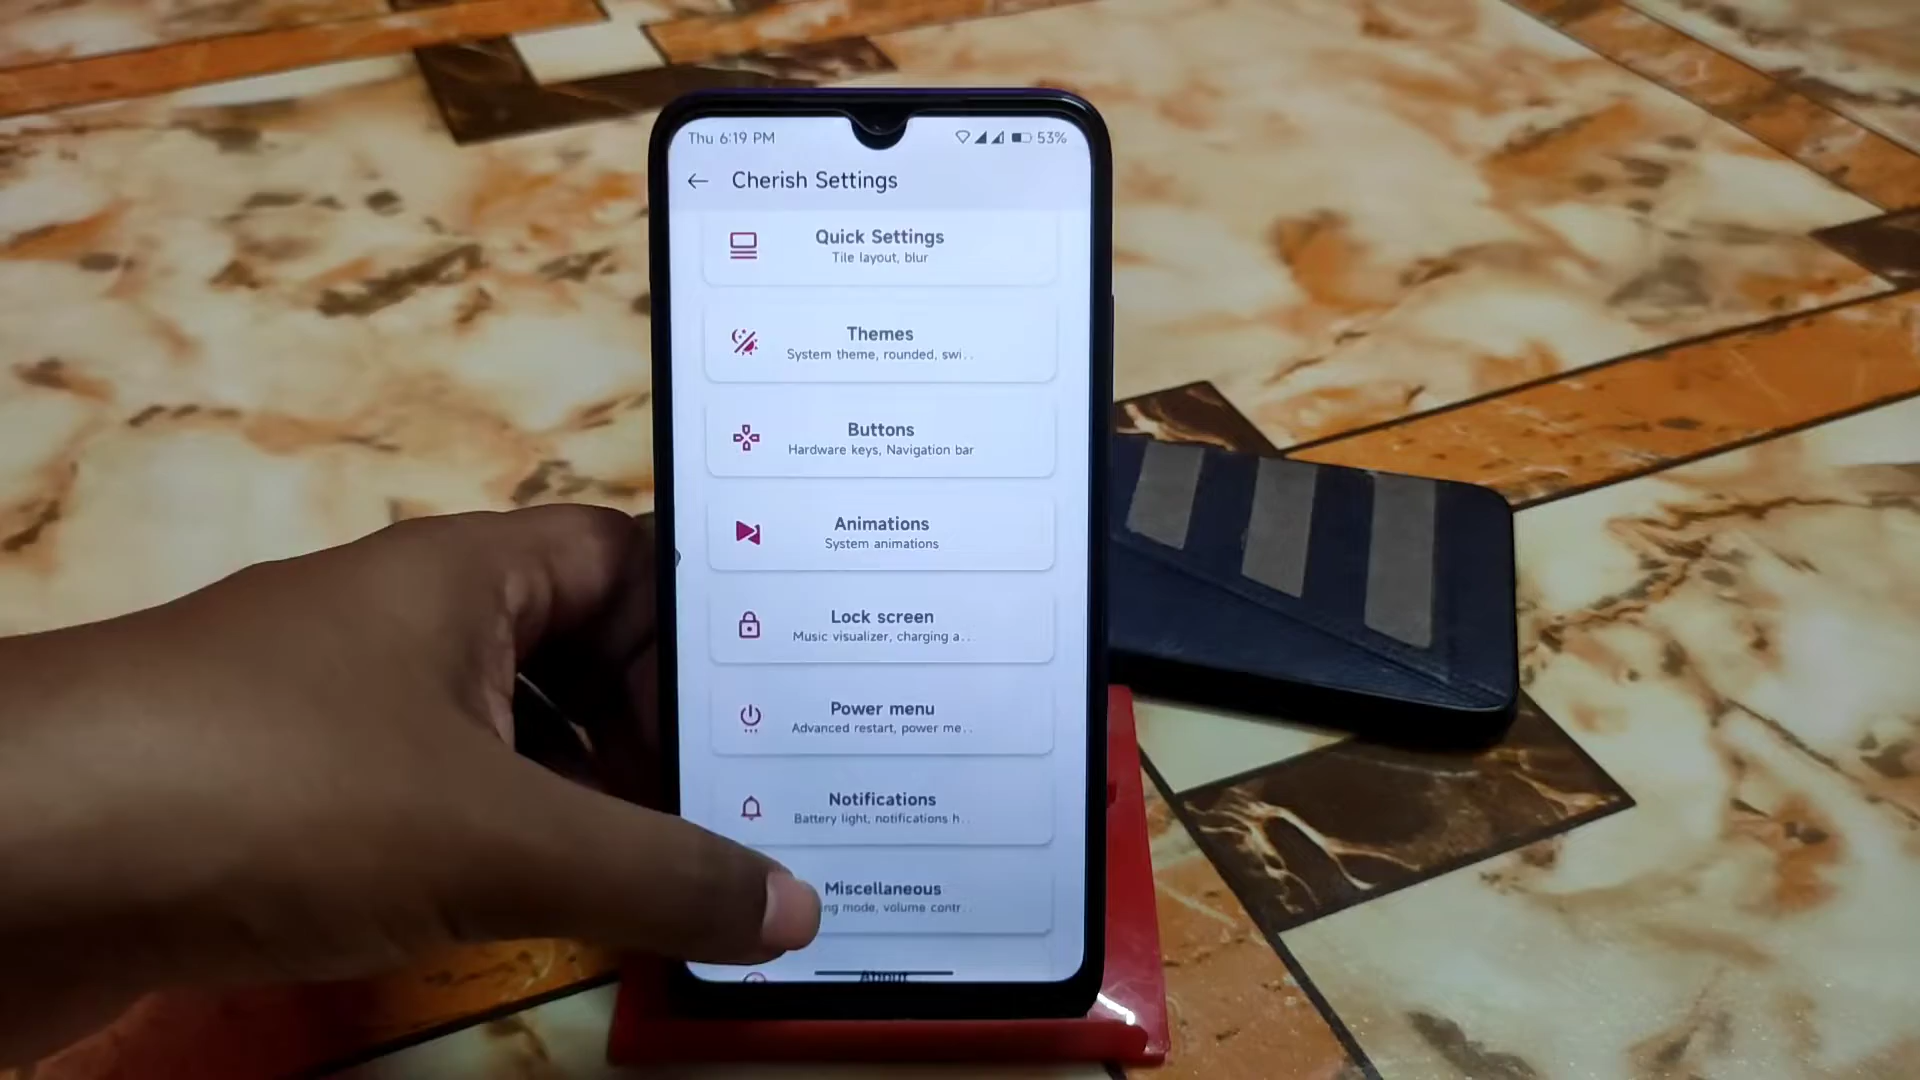 Thu 6:19 PM
53%
Cherish Settings
Quick Settings
Tile layout, blur
Themes
System theme, rounded, swi..
Buttons
Hardware keys, Navigation bar
Animations
System animations
Lock screen
Music visualizer, charging a...
Power menu
Advanced restart, power me..
Notifications
Battery light, notifications h..
Miscellaneous
mode, volume contr..
About